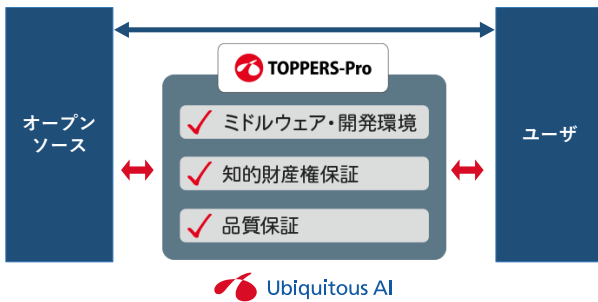 TOPPERS-Pro
オープン
ソース
ミドルウェア・開発環境
知的財産権保証
品質保証
ユーザ
Ubiquitous AI